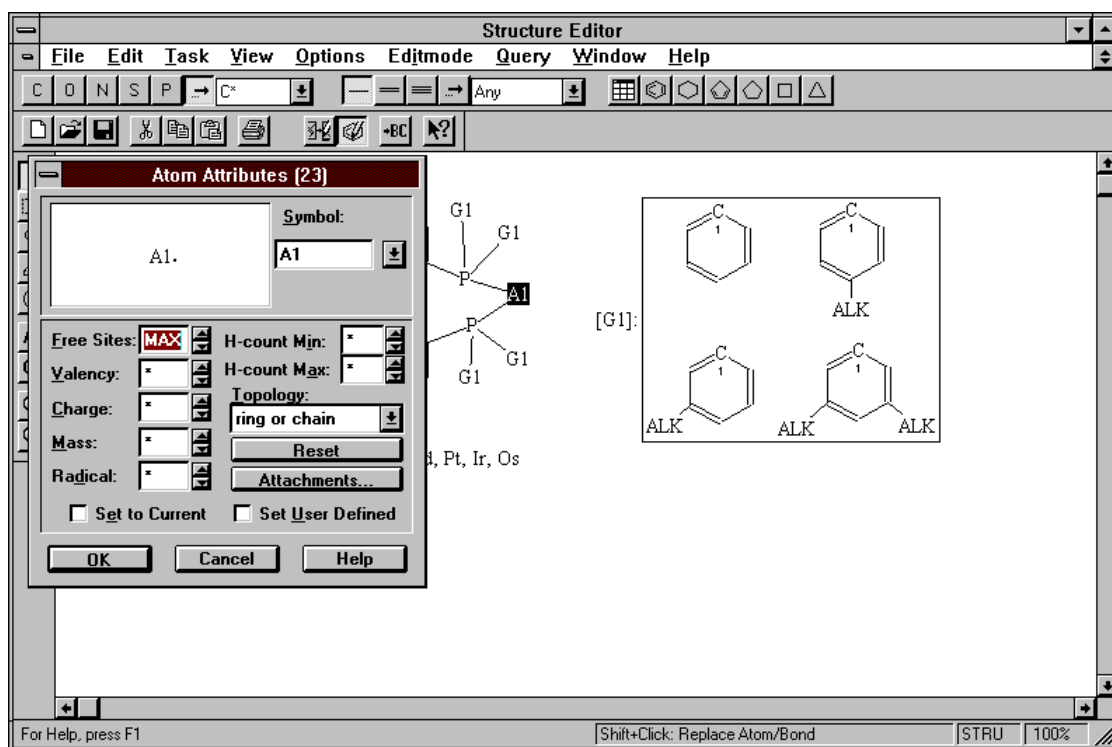 Structure Editor
File Edit Task View Options Editmode Query Window Help
C O N S P C* Any
+BC ?
Atom Attributes (23)
A1.
Symbol:
A1
Free Sites: MAX
H-count Min: *
Valency: *
H-count Max: *
Charge: *
Topology:
ring or chain
Mass: *
Reset
Radical: *
Attachments...
Set to Current
Set User Defined
OK Cancel Help
G1
G1
P
A1
P
G1
G1
, Pt, Ir, Os
[G1]:
C
1
C
1
ALK
C
1
ALK
C
1
ALK
ALK
For Help, press F1
Shift+Click: Replace Atom/Bond
STRU
100%